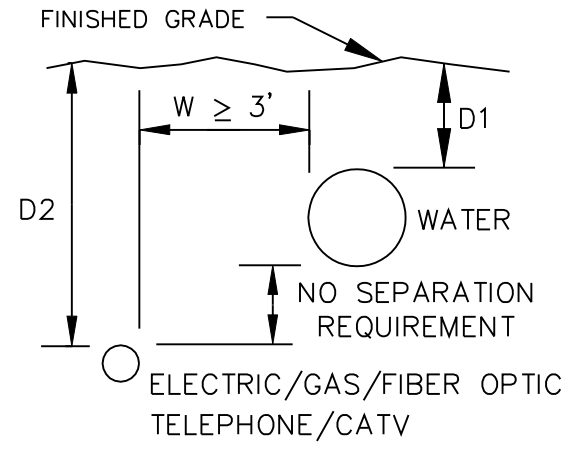 FINISHED GRADE
W ≥ 3'
D1
D2
WATER
NO SEPARATION
REQUIREMENT
ELECTRIC/GAS/FIBER OPTIC
TELEPHONE/CATV